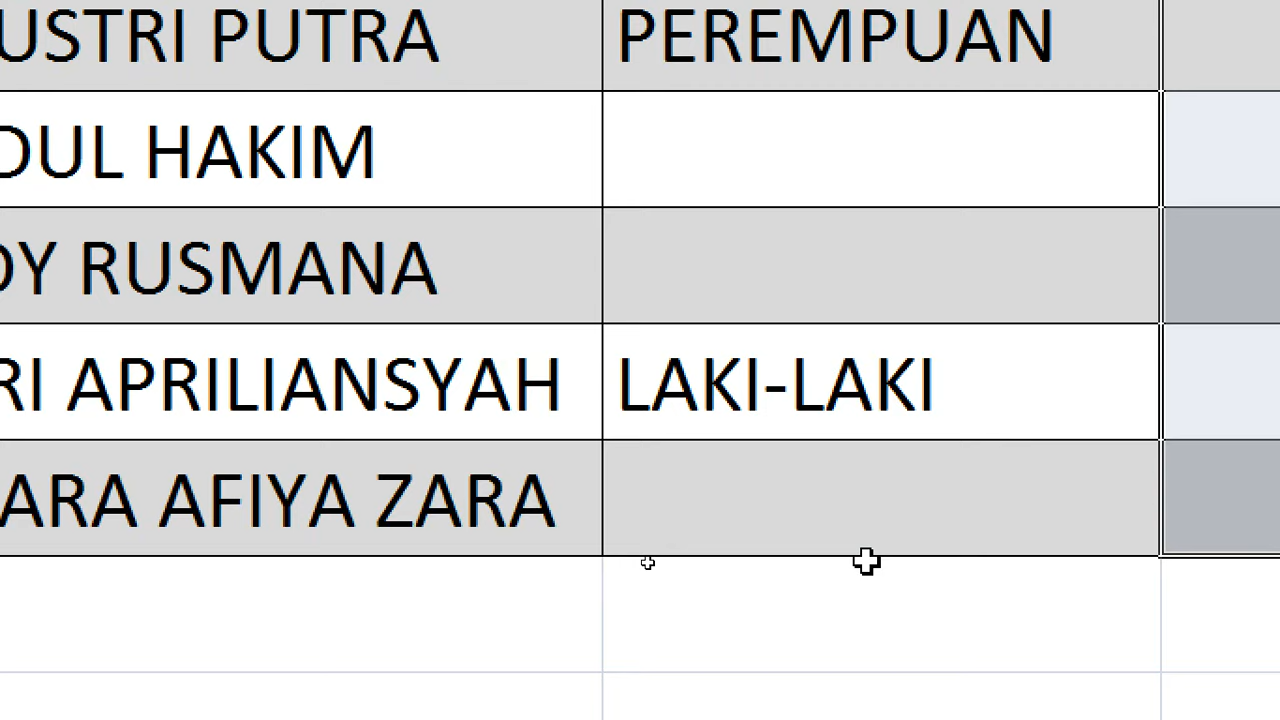 USTRI PUTRA PEREMPUAN
DUL HAKIM
DY RUSMANA
RI APRILIANSYAH LAKI-LAKI
ARA AFIYA ZARA